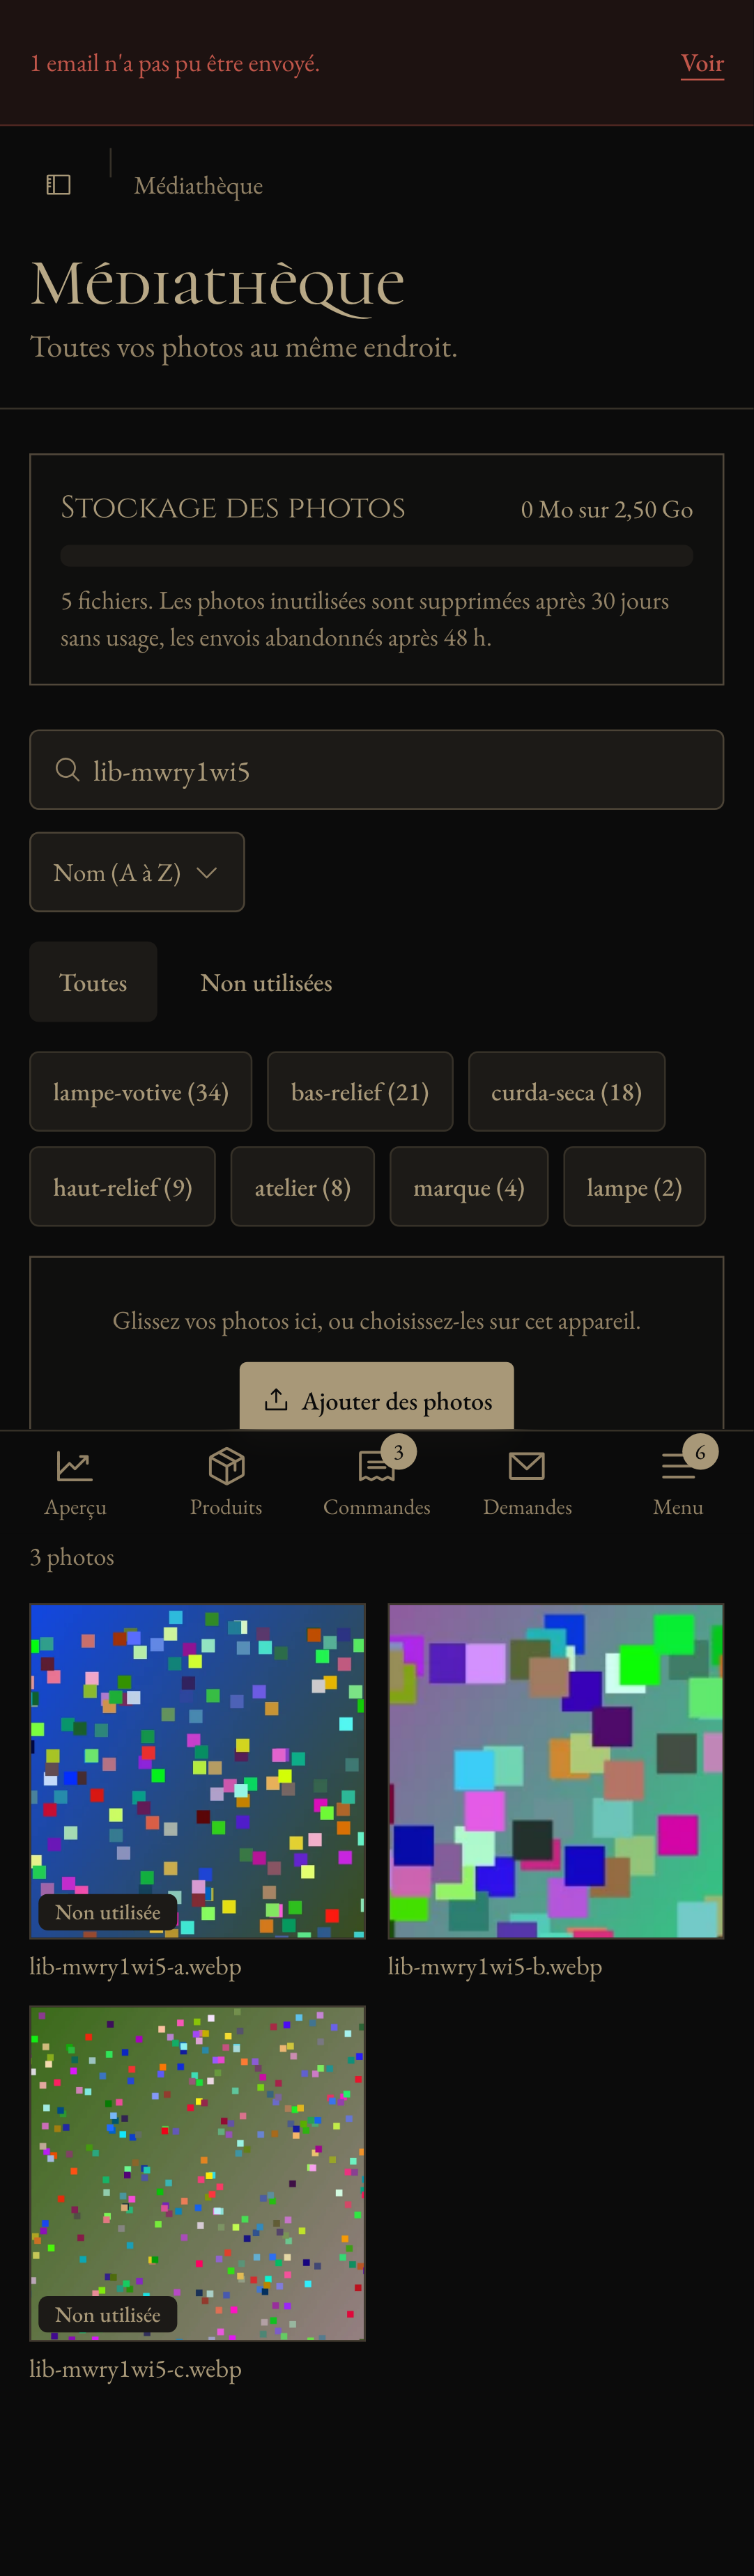 1 email n'a pas pu être envoyé.
Voir
Médiathèque
Médiathèque
Toutes vos photos au même endroit.
Stockage des photos
0 Mo sur 2,50 Go
5 fichiers. Les photos inutilisées sont supprimées après 30 jours
sans usage, les envois abandonnés après 48 h.
lib-mwry1wi5
Nom (A à Z)
Toutes
Non utilisées
lampe-votive (34)
bas-relief (21)
curda-seca (18)
haut-relief (9)
atelier (8)
marque (4)
lampe (2)
Glissez vos photos ici, ou choisissez-les sur cet appareil.
Ajouter des photos
3
6
Aperçu
Produits
Commandes
Demandes
Menu
3 photos
Non utilisée
lib-mwry1wi5-a.webp
lib-mwry1wi5-b.webp
Non utilisée
lib-mwry1wi5-c.webp